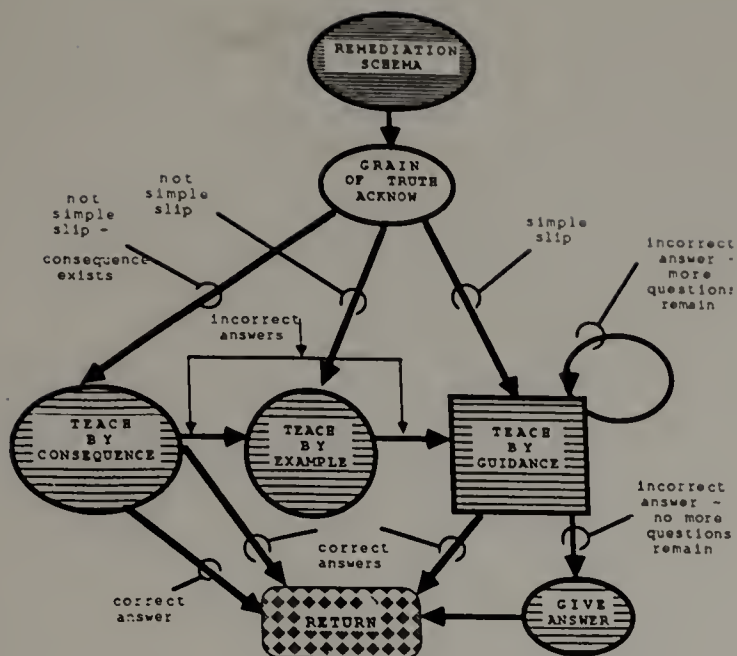 REMEDIATION
SCHEMA
GRAIN
OF TRUTH
ACKNOW
not
simple
slip -
consequence
exists
not
simple
slip
simple
slip
incorrect
answer -
more
questions
remain
incorrect
answers
TEACH
BY
CONSEQUENCE
TEACH
BY
EXAMPLE
TEACH
BY
GUIDANCE
incorrect
answer -
no more
questions
remain
correct
answers
correct
answer
RETURN
GIVE
ANSWER